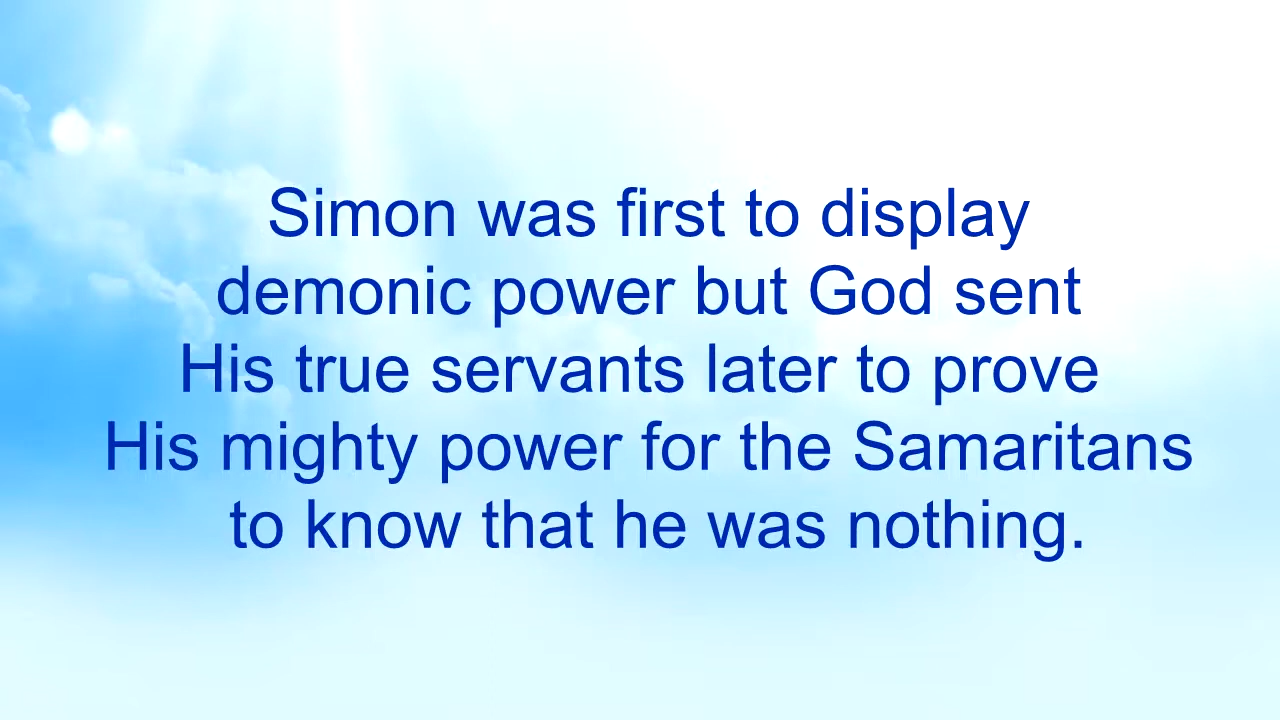 Simon was first to display
demonic power but God sent
His true servants later to prove
His mighty power for the Samaritans
to know that he was nothing.